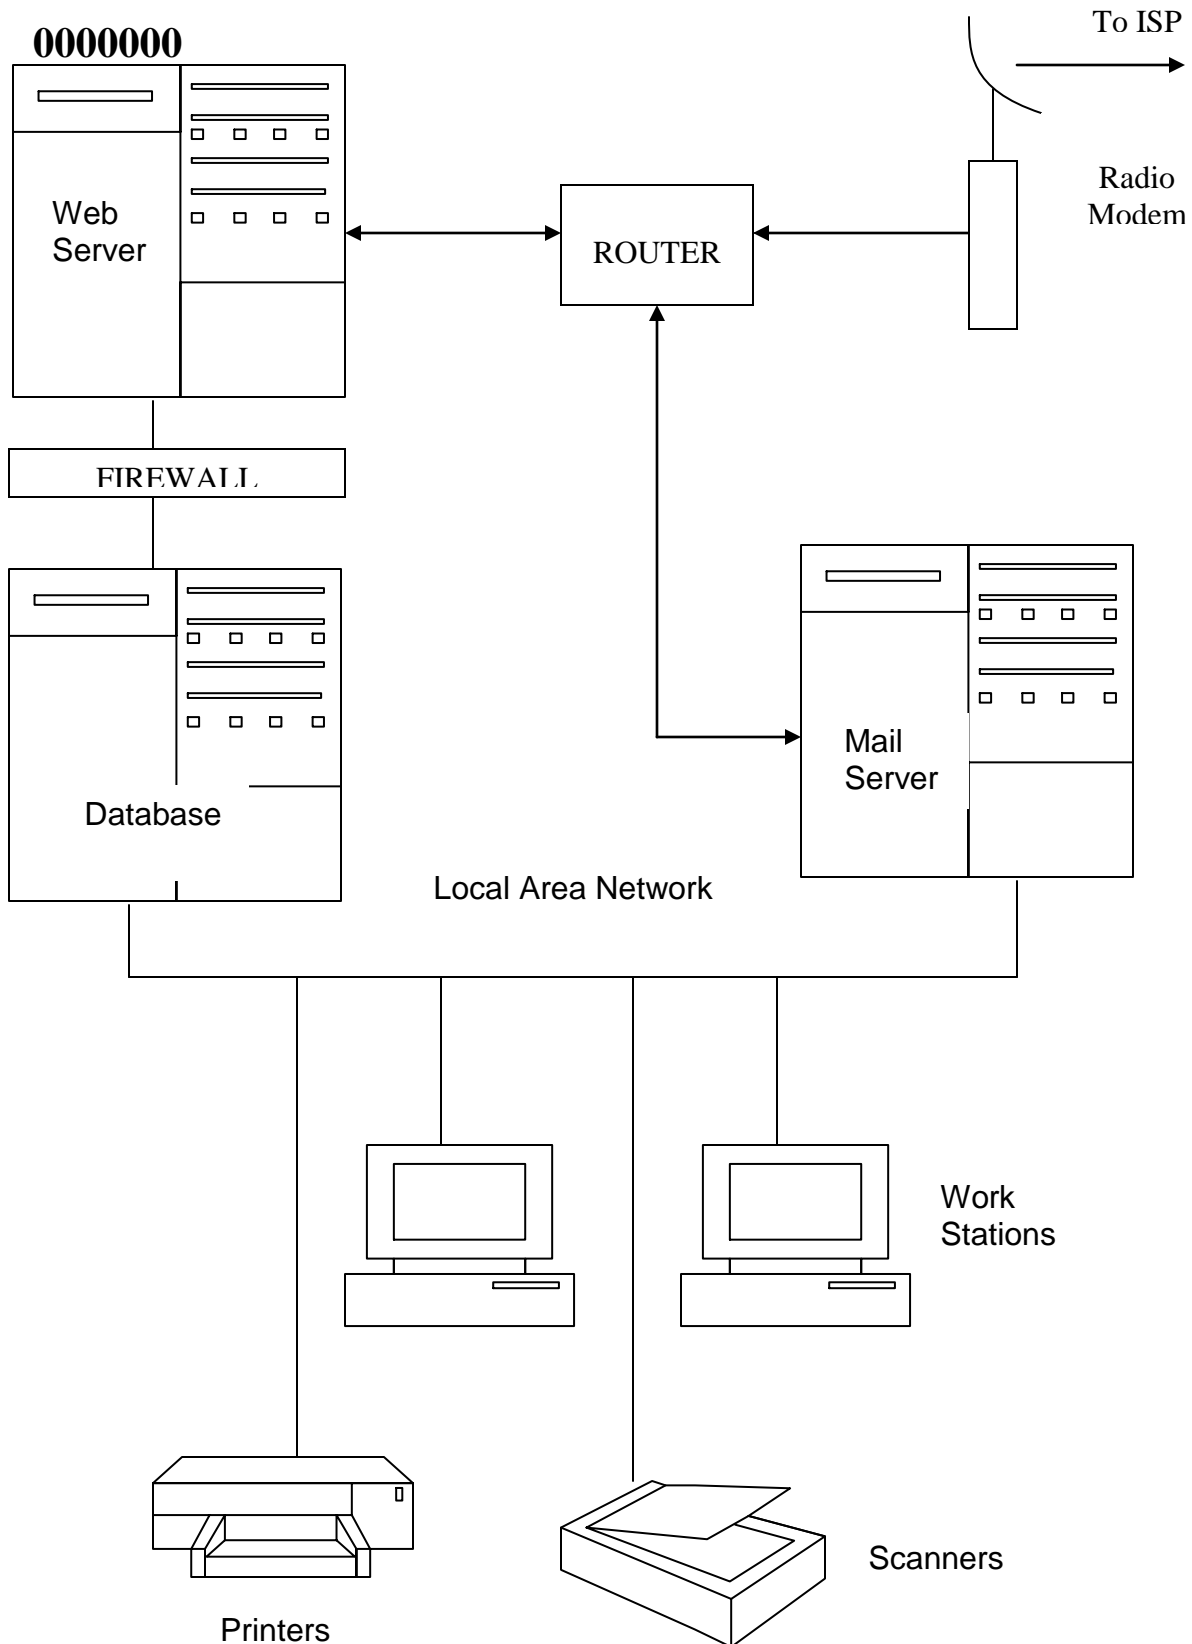 To ISP
0000000
Radio
Modem
Web
Server
ROUTER
FIREWALL
Mail
Server
Database
Local Area Network
Work
Stations
Scanners
Printers